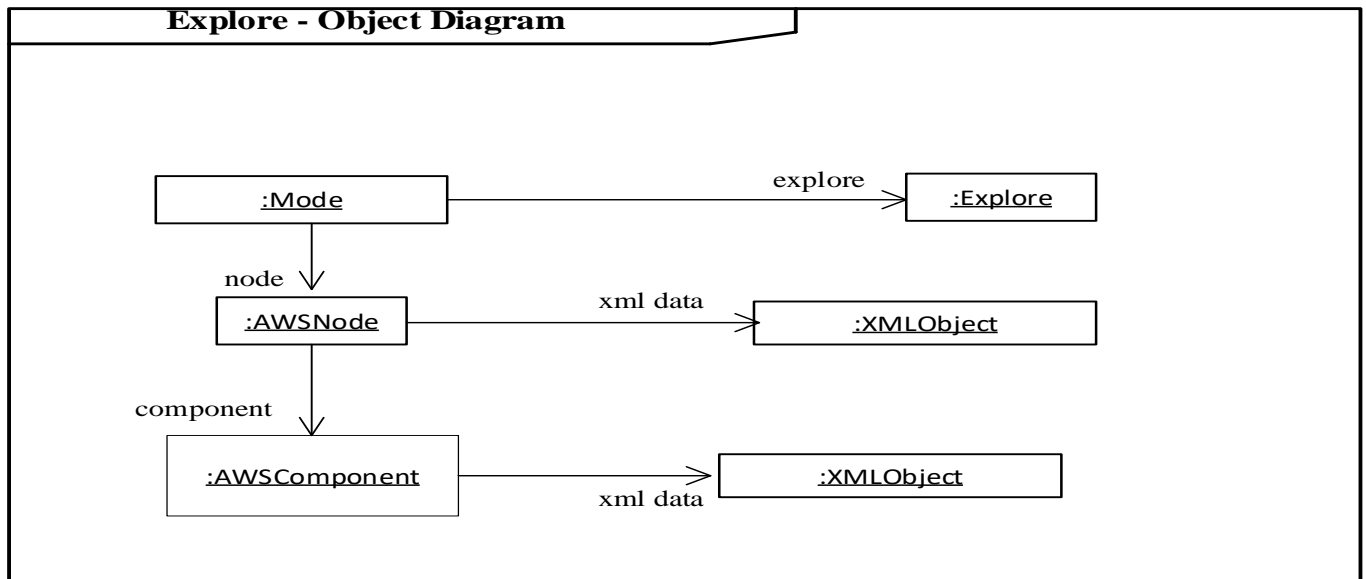 Explore - Object Diagram
explore
:Mode
:Explore
node
xml data
:AWSNode
:XMLObject
component
:AWSComponent
:XMLObject
xml data